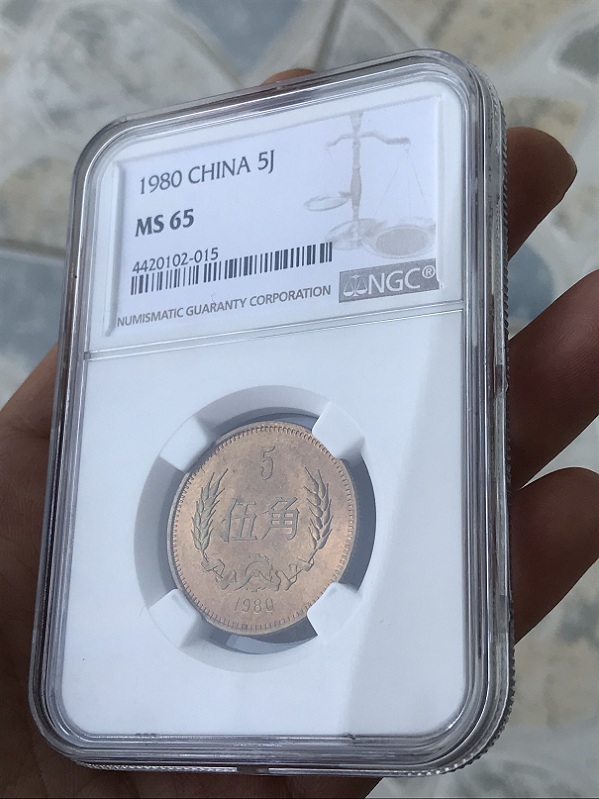 1980 CHINA 5J
MS 65
4420102-015
NGC®
NUMISMATIC GUARANTY CORPORATION
5
伍角
1980